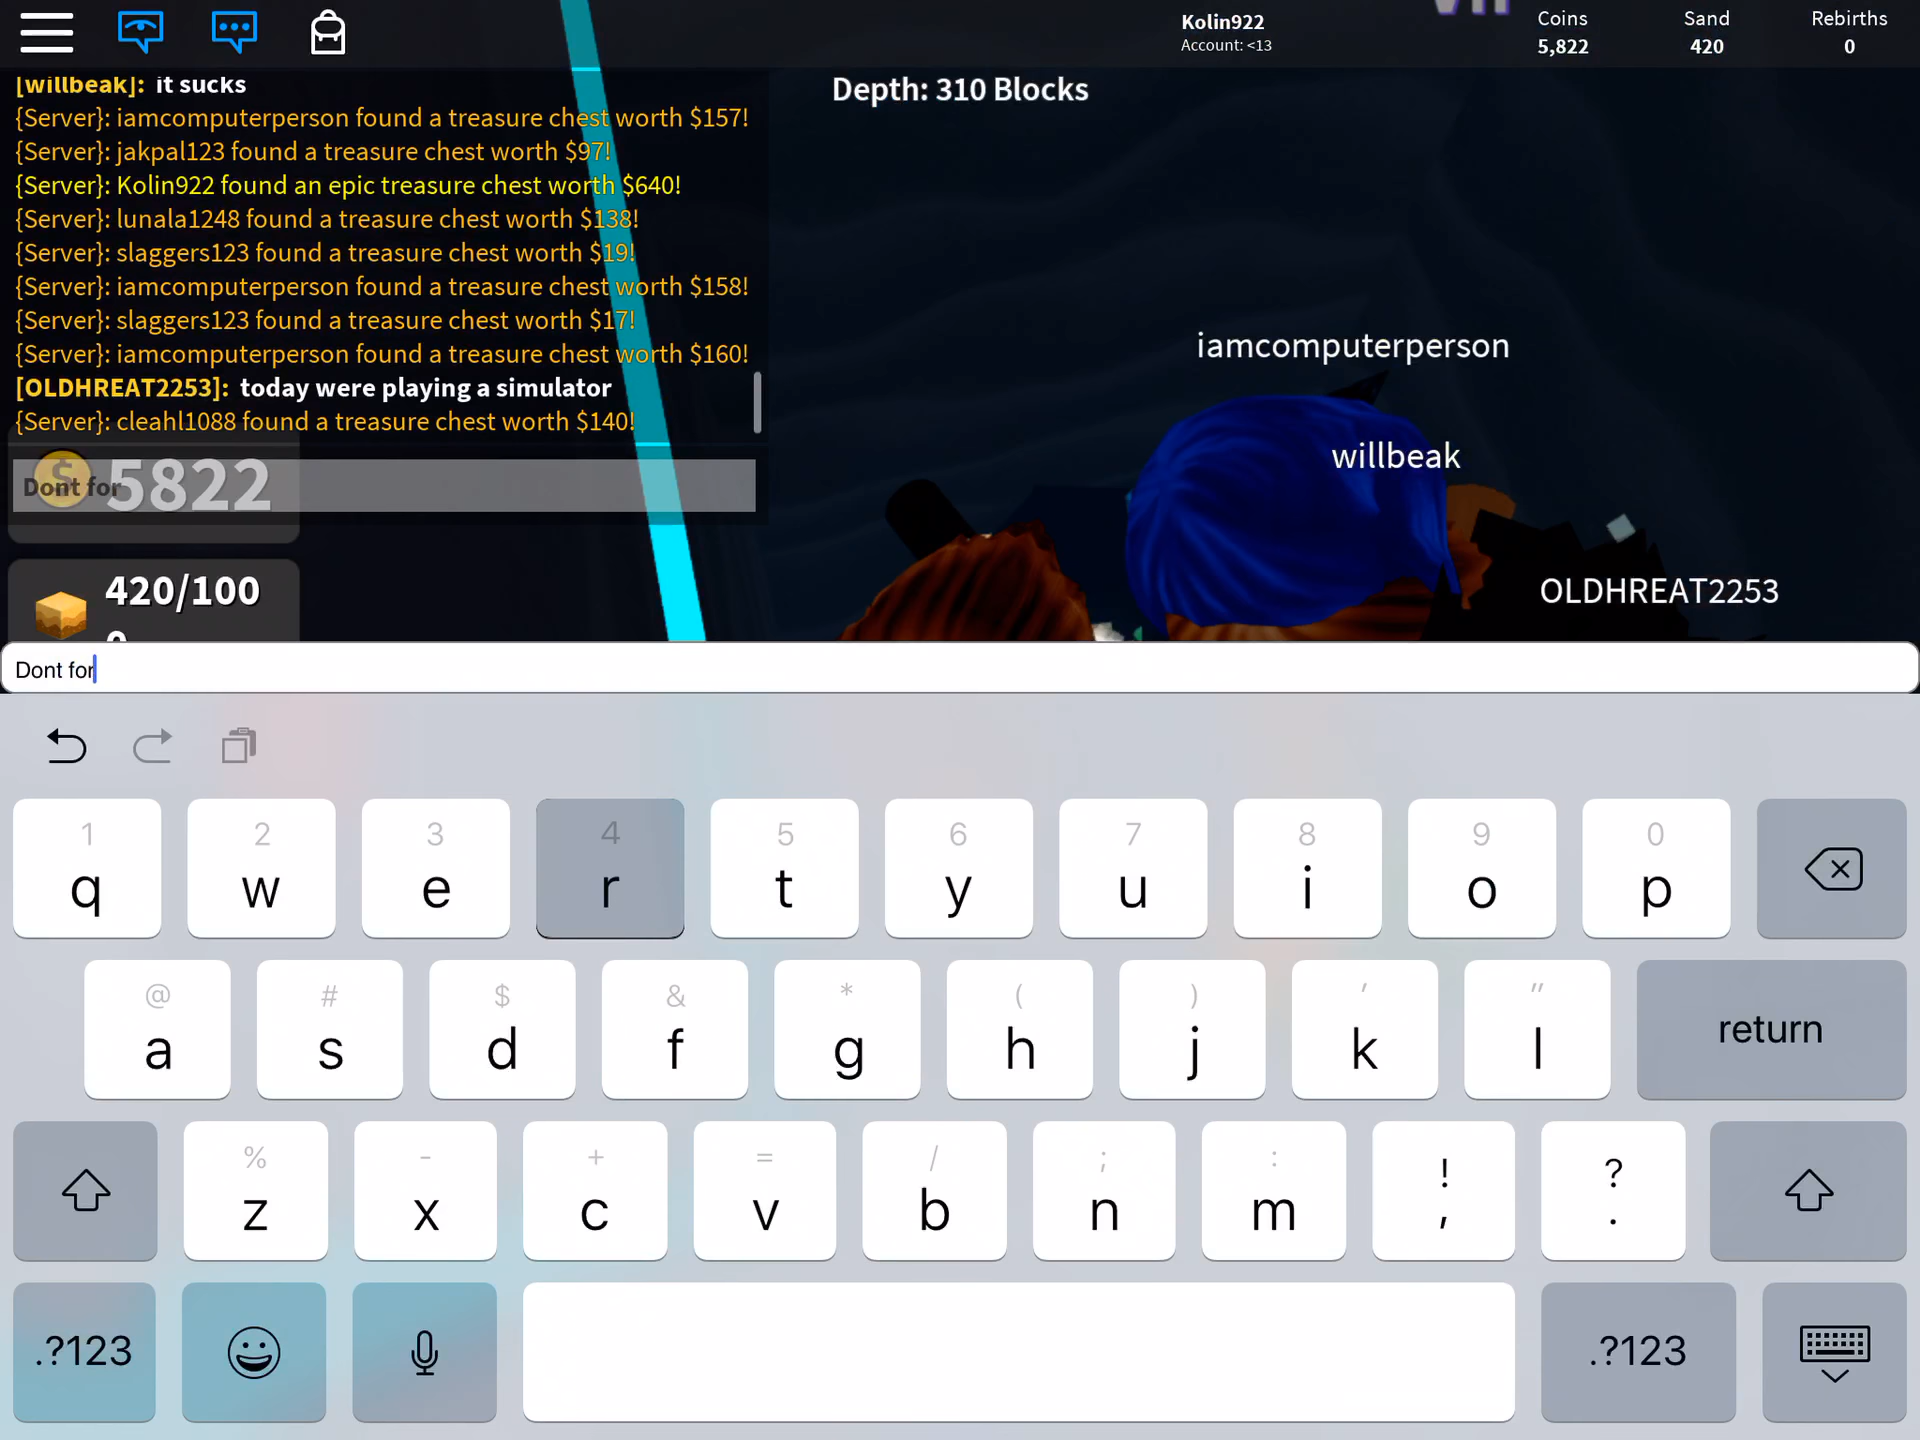 Kolin922
Account: <13
Coins
5,822
Sand
420
Rebirths
0
[willbeak]: it sucks
{Server}: iamcomputerperson found a treasure chest worth $157!
{Server}: jakpal123 found a treasure chest worth $97!
{Server}: Kolin922 found an epic treasure chest worth $640!
{Server}: lunala1248 found a treasure chest worth $138!
{Server}: slaggers123 found a treasure chest worth $19!
{Server}: iamcomputerperson found a treasure chest worth $158!
{Server}: slaggers123 found a treasure chest worth $17!
{Server}: iamcomputerperson found a treasure chest worth $160!
[OLDHREAT2253]: today were playing a simulator
{Server}: cleahl1088 found a treasure chest worth $140!
Depth: 310 Blocks
iamcomputerperson
willbeak
OLDHREAT2253
Dont for
$ 5822
420/100
Dont for
1 2 3 4 5 6 7 8 9 0
q w e r t y u i o p
@ # $ & * ( ) ' "
a s d f g h j k l return
% - + = / ; : ! ?
z x c v b n m , .
.?123 .?123